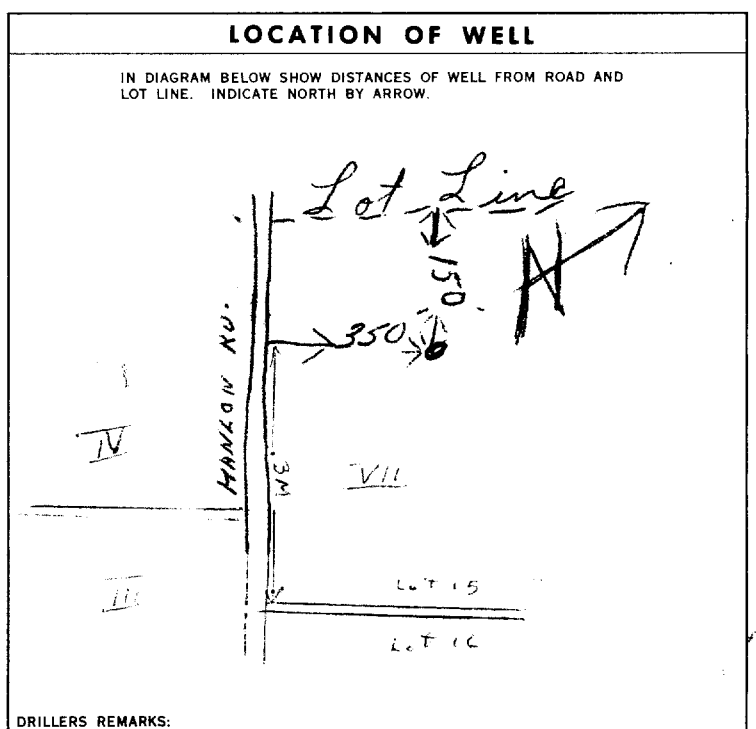 LOCATION OF WELL
IN DIAGRAM BELOW SHOW DISTANCES OF WELL FROM ROAD AND
LOT LINE. INDICATE NORTH BY ARROW.
Lot Line
150
N
350
HANLON RD.
IV
.3M
VII
III
Lot 15
Lot 16
DRILLERS REMARKS: